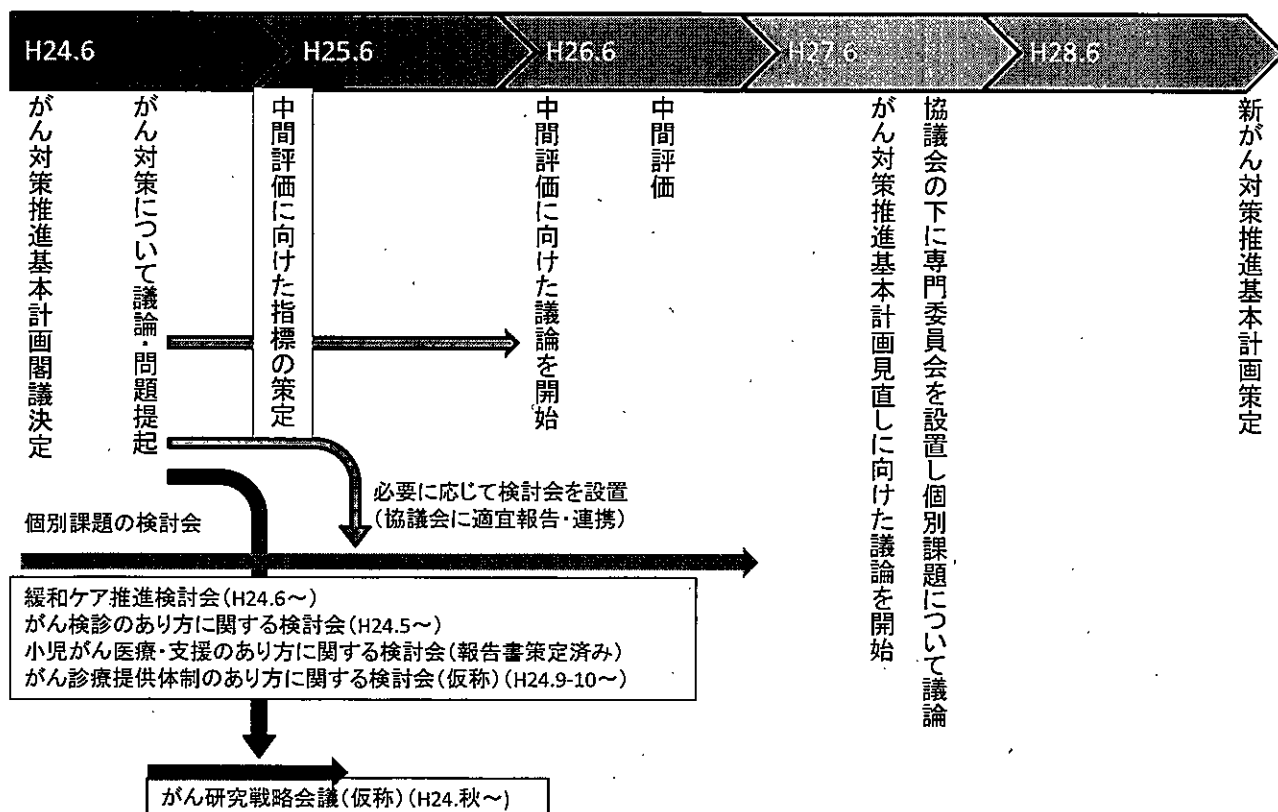 H24.6
H25.6
H26.6
H27.6
H28.6
がん対策推進基本計画閣議決定
がん対策について議論・問題提起
中間評価に向けた指標の策定
中間評価に向けた議論を開始
中間評価
がん対策推進基本計画見直しに向けた議論を開始
協議会の下に専門委員会を設置し個別課題について議論
新がん対策推進基本計画策定
必要に応じて検討会を設置
(協議会に適宜報告・連携)
個別課題の検討会
緩和ケア推進検討会(H24.6~)
がん検診のあり方に関する検討会(H24.5~)
小児がん医療・支援のあり方に関する検討会(報告書策定済み)
がん診療提供体制のあり方に関する検討会(仮称)(H24.9-10~)
がん研究戦略会議(仮称)(H24.秋~)